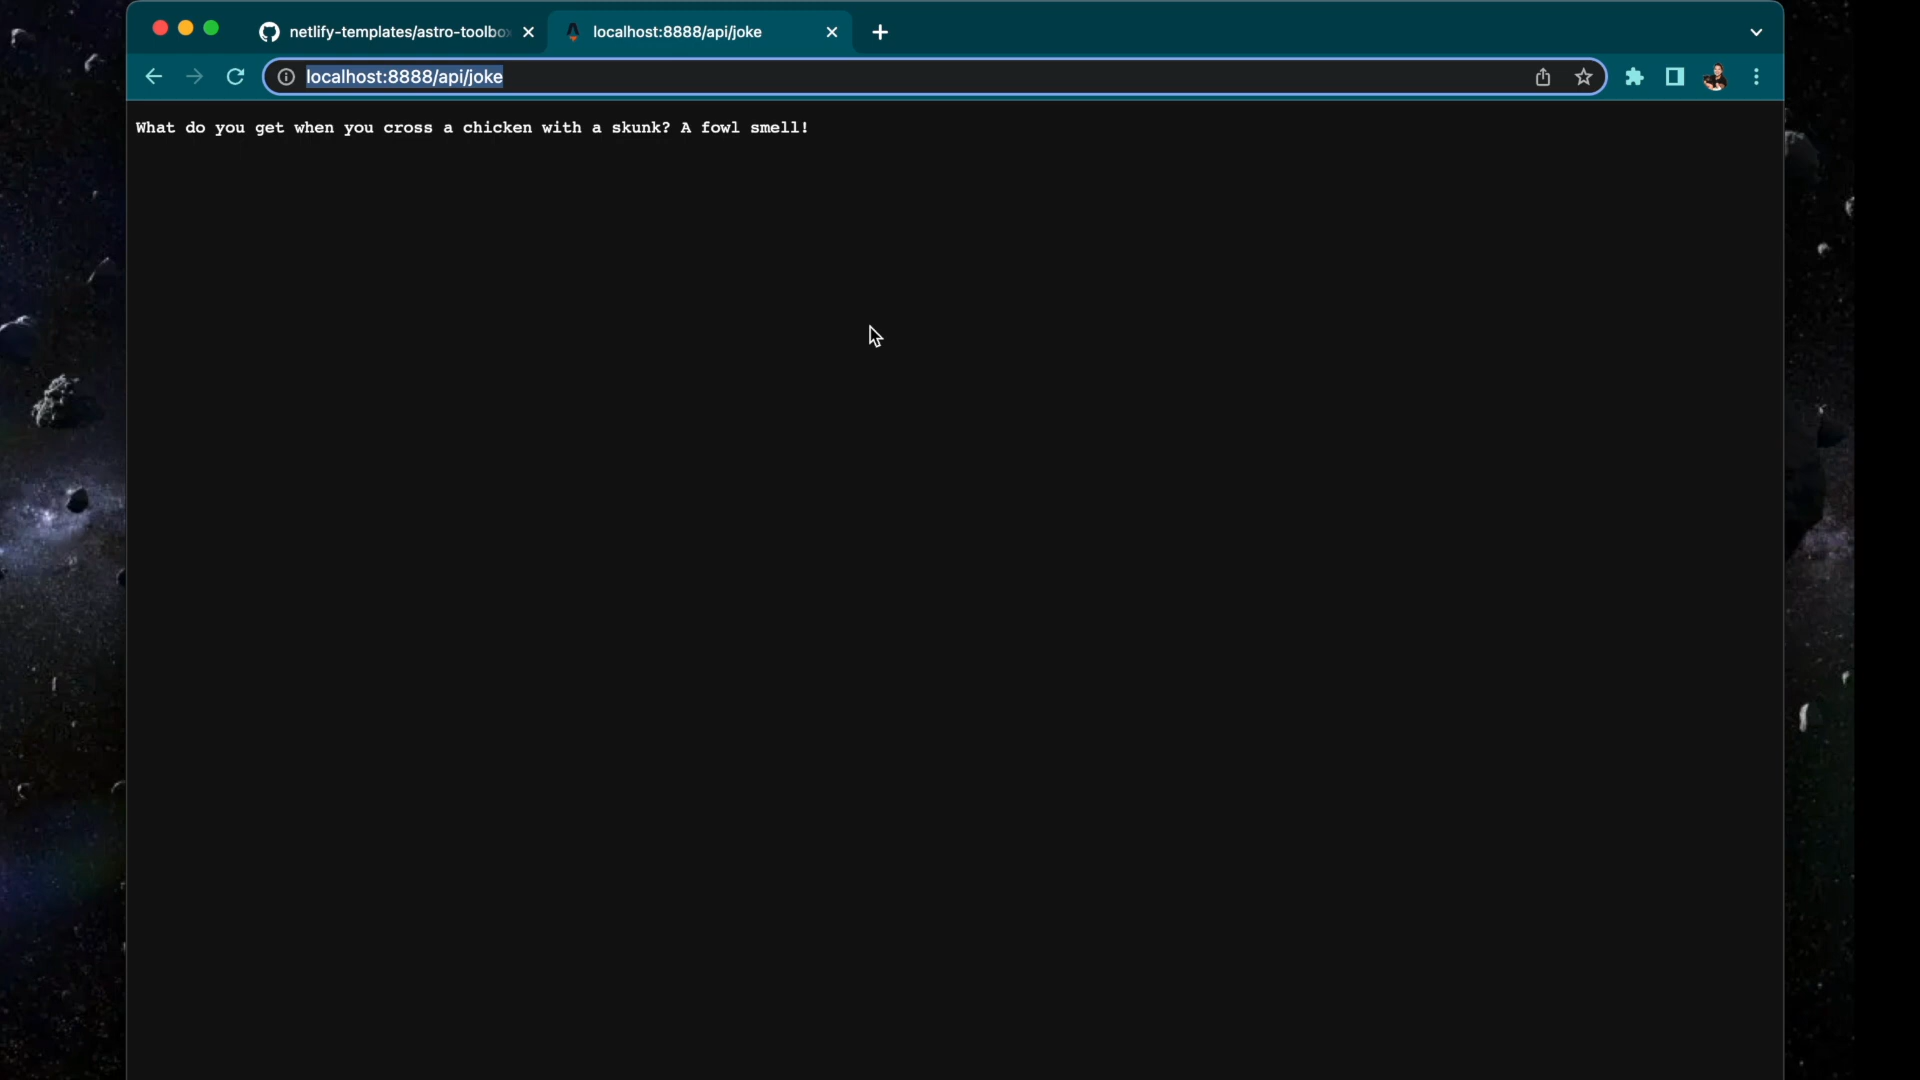 netlify-templates/astro-toolbox
localhost:8888/api/joke
localhost:8888/api/joke
What do you get when you cross a chicken with a skunk? A fowl smell!